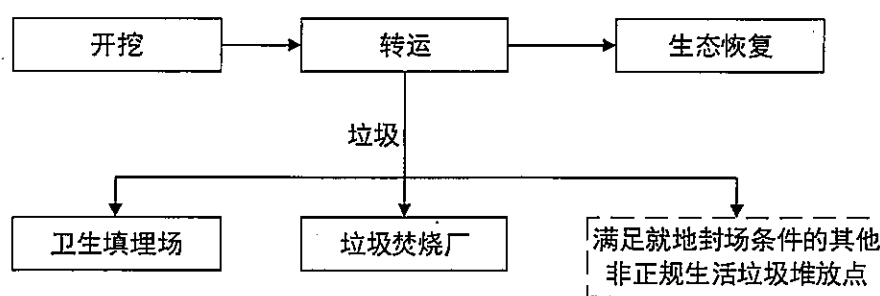 开挖
转运
生态恢复
垃圾
卫生填埋场
垃圾焚烧厂
满足就地封场条件的其他
非正规生活垃圾堆放点